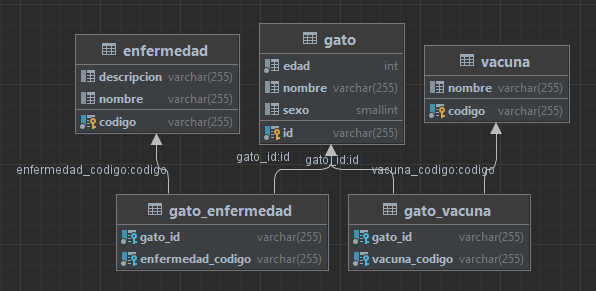 enfermedad
descripcion varchar(255)
nombre varchar(255)
codigo varchar(255)
gato
edad int
nombre varchar(255)
sexo smallint
id varchar(255)
vacuna
nombre varchar(255)
codigo varchar(255)
enfermedad_codigo:codigo
gato_id:id
gato_id:id
vacuna_codigo:codigo
gato_enfermedad
gato_id varchar(255)
enfermedad_codigo varchar(255)
gato_vacuna
gato_id varchar(255)
vacuna_codigo varchar(255)